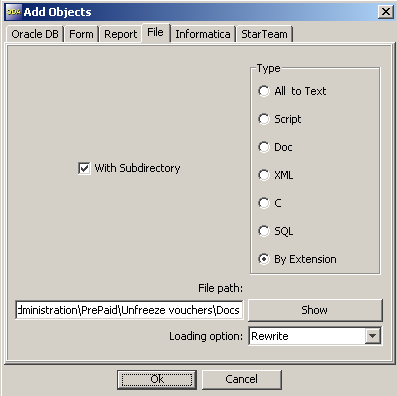 Add Objects
Oracle DB Form Report File Informatica StarTeam
Type
All to Text
Script
Doc
With Subdirectory
XML
C
SQL
By Extension
File path:
dministration\PrePaid\Unfreeze vouchers\Docs Show
Loading option: Rewrite
Ok Cancel